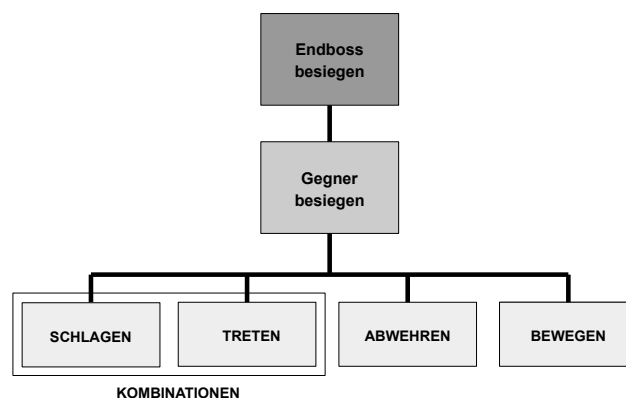 Endboss
besiegen
Gegner
besiegen
SCHLAGEN
TRETEN
ABWEHREN
BEWEGEN
KOMBINATIONEN